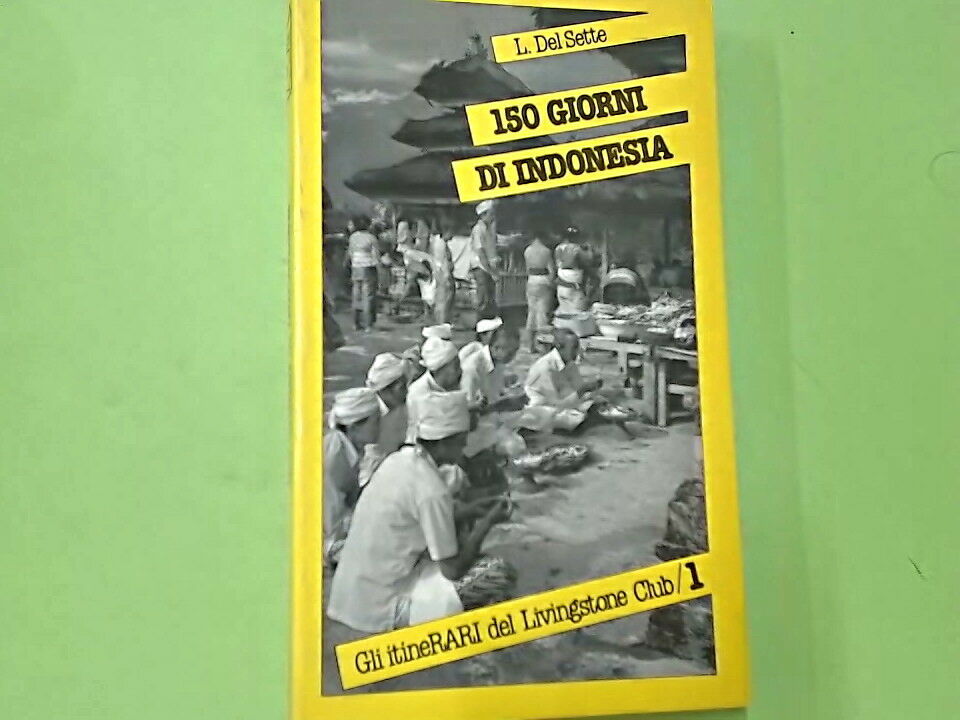 L. Del Sette
150 GIORNI
DI INDONESIA
Gli itineRARI del Livingstone Club/1